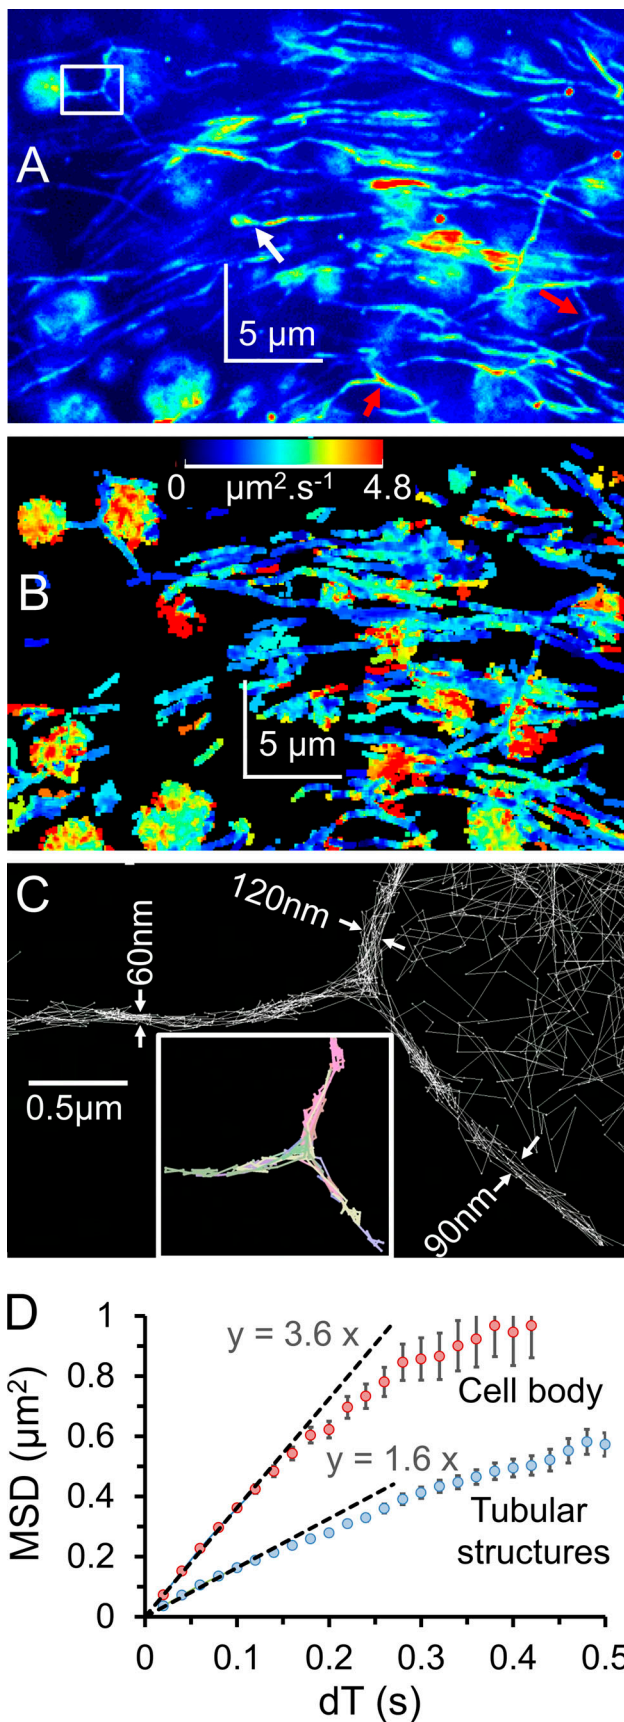 A
5 µm
0 µm².s⁻¹ 4.8
B
5 µm
C
120nm
60nm
0.5µm
90nm
D
1
0.8
0.6
0.4
0.2
0
MSD (µm²)
y = 3.6 x
Cell body
y = 1.6 x
Tubular
structures
0 0.1 0.2 0.3 0.4 0.5
dT (s)